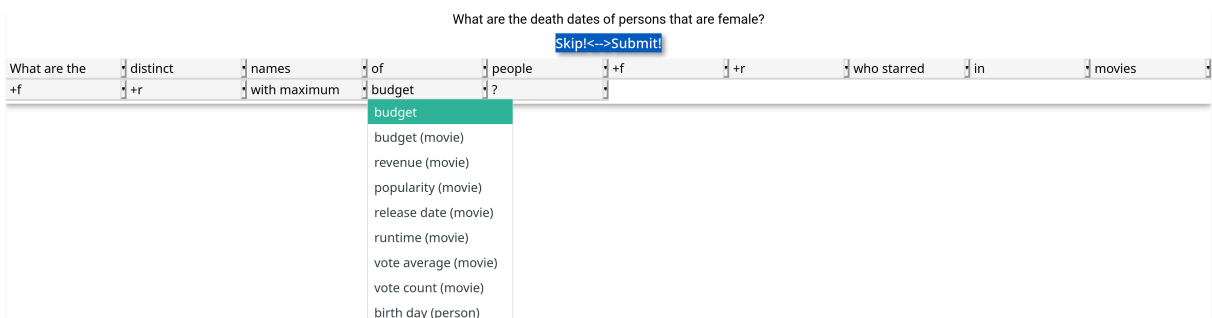 What are the death dates of persons that are female?
Skip!<-->Submit!
What are the distinct names of people +f +r who starred in movies
+f +r with maximum budget ?
budget
budget (movie)
revenue (movie)
popularity (movie)
release date (movie)
runtime (movie)
vote average (movie)
vote count (movie)
birth day (person)